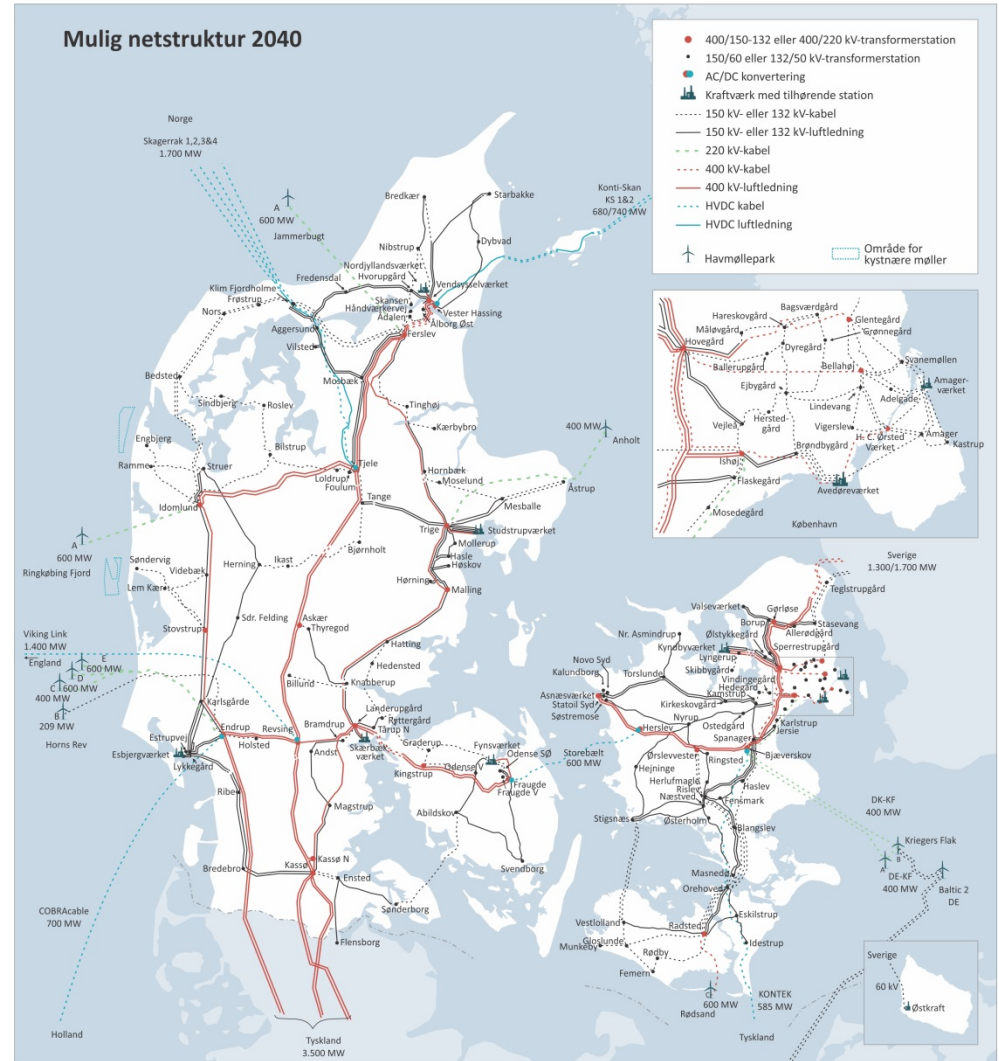 Mulig netstruktur 2040
400/150-132 eller 400/220 kV-transformerstation
150/60 eller 132/50 kV-transformerstation
AC/DC konvertering
Kraftværk med tilhørende station
150 kV- eller 132 kV-kabel
150 kV- eller 132 kV-luftledning
220 kV-kabel
400 kV-kabel
400 kV-luftledning
HVDC kabel
HVDC luftledning
Havmøllepark
Område for
kystnære møller
Norge
Skagerrak 1,2,3&4
1.700 MW
A
600 MW
Jammerbugt
Konti-Skan
KS 1&2
680/740 MW
Bredkær
Starbakke
Dybvad
Nibstrup
Nordjyllandsværket
Hvorupgård
Fredensdal
Vendsysselværket
Klim Fjordholme
Frøstrup
Skansen
Håndværkervej
Ådalen
Vester Hassing
Ålborg Øst
Nors
Aggersund
Ferslev
Vilsted
Mosbæk
Bedsted
Sindbjerg
Roslev
Tinghøj
Kærbybro
400 MW
Anholt
Engbjerg
Ramme
Struer
Bilstrup
Tjele
Loldrup
Foulum
Hornbæk
Moselund
Åstrup
Idomlund
Tange
Mesballe
Trige
Studstrupværket
A
600 MW
Ringkøbing Fjord
Bjørnholt
Mollerup
Hasle
Høskov
Søndervig
Videbæk
Herning
Ikast
Lem Kær
Hørning
Malling
Stovstrup
Sdr. Felding
Askær
Thyregod
Hatting
Viking Link
1.400 MW
England
E
600 MW
D
600 MW
C
400 MW
B
209 MW
Horns Rev
Hedensted
Billund
Knabberup
Karlsgårde
Landerupgård
Ryttergård
Tårup N
Endrup
Revsing
Bramdrup
Estrupvej
Holsted
Andst
Skærbæk-
værket
Graderup
Fynsværket
Odense SØ
Esbjergværket
Lykkegård
Kingstrup
Odense V
Fraugde
Fraugde V
Storebælt
600 MW
Ribe
Magstrup
Abildskov
Svendborg
Kassø N
Kassø
Bredebro
Ensted
Sønderborg
Flensborg
COBRAcable
700 MW
Holland
Tyskland
3.500 MW
Bagsværdgård
Hareskovgård
Glentegård
Måløvgård
Grønnegård
Hovegård
Dyregård
Svanemøllen
Ballerupgård
Bellahøj
Amager-
værket
Ejbygård
Adelgade
Lindevang
Hersted-
gård
Vejleå
Vigerslev
H. C. Ørsted
Værket
Amager
Kastrup
Brøndbygård
Ishøj
Flaskegård
Avedøreværket
Mosedegård
København
Sverige
1.300/1.700 MW
Teglstrupgård
Valseværket
Gørløse
Borup
Stasevang
Ølstykkegård
Allerødgård
Nr. Asmindrup
Kyndbyværket
Sperrestrupgård
Lyngerup
Novo Syd
Kalundborg
Torslunde
Skibbygård
Vindingegård
Hedegård
Asnæsværket
Kamstrup
Statoil Syd
Søstremose
Kirkeskovgård
Ostedgård
Karlstrup
Nyrup
Jersie
Herslev
Spanager
Ørslevvester
Ringsted
Bjæverskov
Hejninge
Herlufmagle
Rislev
Haslev
Næstved
Fensmark
Stigsnæs
Østerholm
Blangslev
DK-KF
400 MW
Kriegers Flak
B
A
DE-KF
400 MW
Baltic 2
DE
Masnedø
Orehoved
Eskilstrup
Vestlolland
Radsted
Gloslunde
Munkeby
Rødby
Idestrup
Femern
600 MW
Rødsand
KONTEK
585 MW
Tyskland
Sverige
60 kV
Østkraft